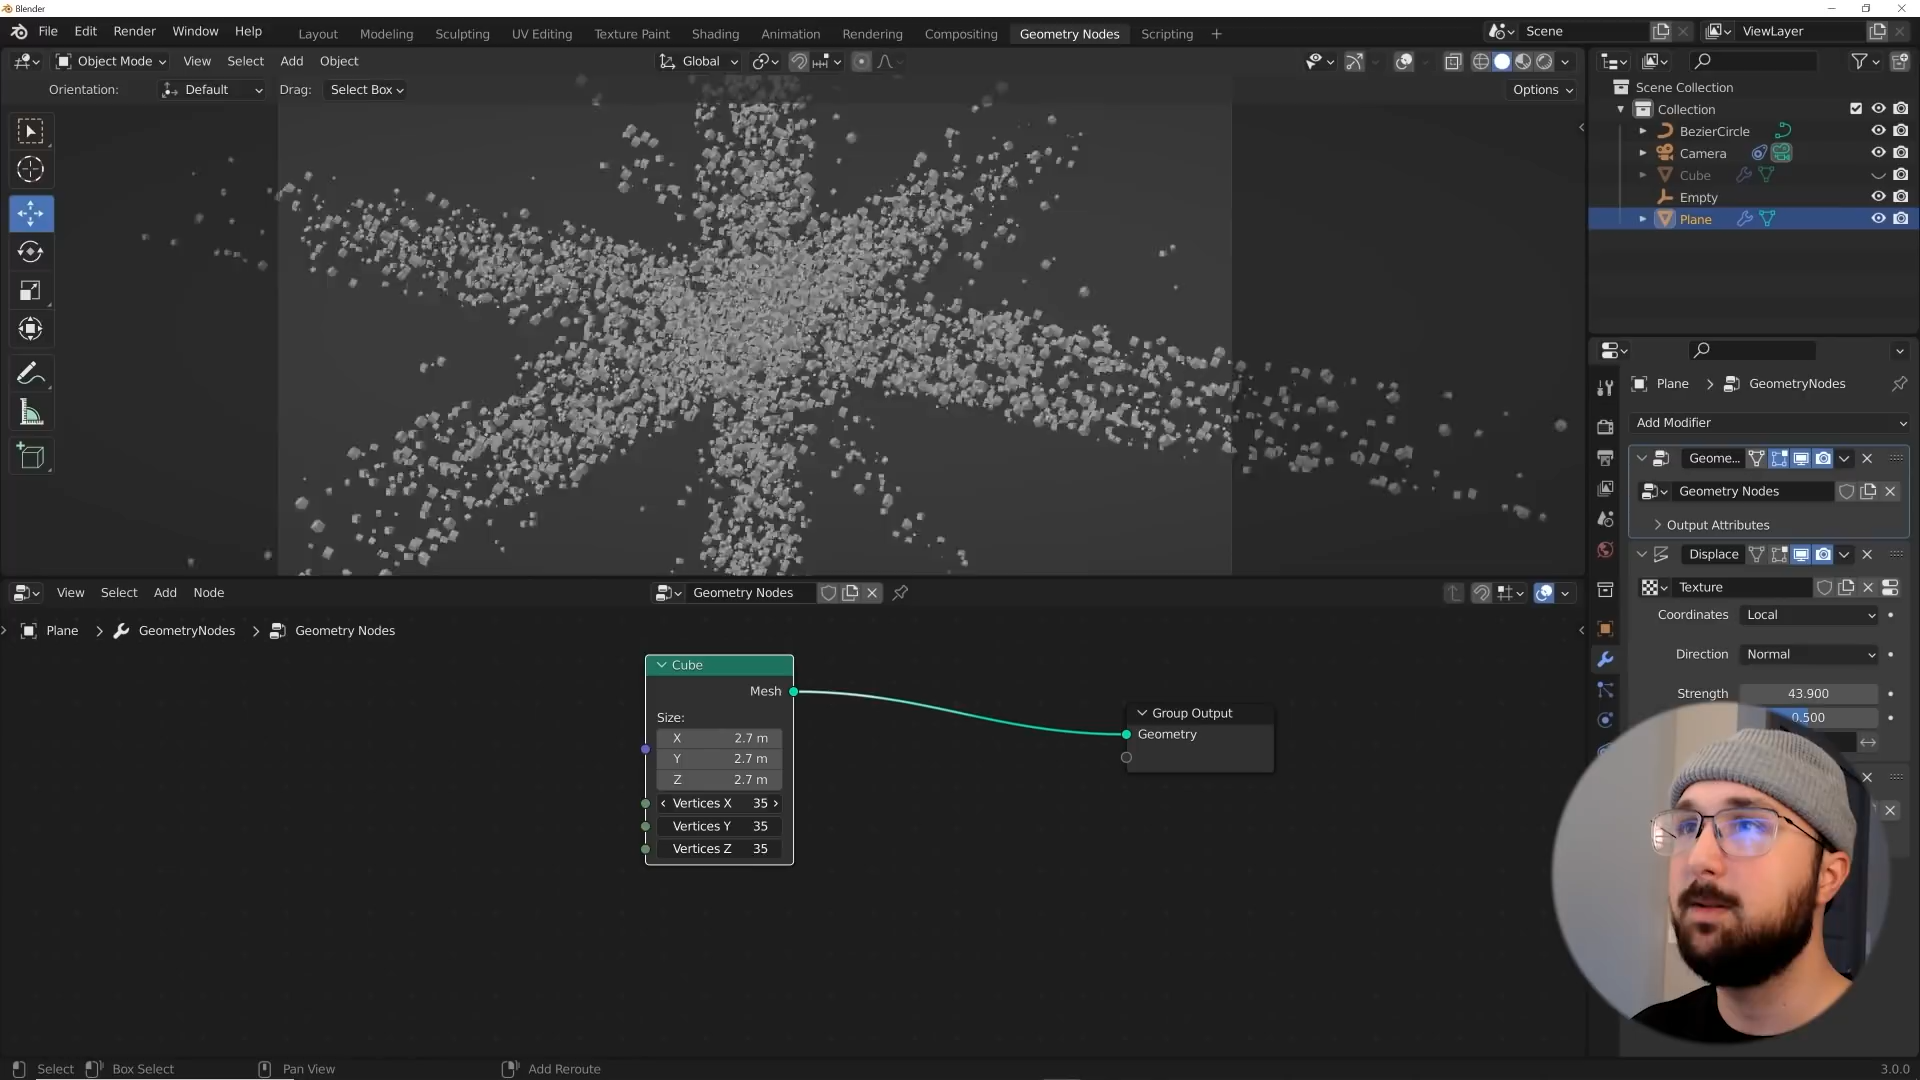 Blender
File Edit Render Window Help Layout Modeling Sculpting UV Editing Texture Paint Shading Animation Rendering Compositing Geometry Nodes Scripting + Scene ViewLayer
Object Mode View Select Add Object Global
Orientation: Default Drag: Select Box Options
Scene Collection
Collection
BezierCircle
Camera
Cube
Empty
Plane
Plane GeometryNodes
Add Modifier
Geome...
Geometry Nodes
Output Attributes
Displace
Texture
Coordinates Local
Direction Normal
Strength 43.900
0.500
View Select Add Node Geometry Nodes
Plane GeometryNodes Geometry Nodes
Cube
Mesh
Size:
X 2.7 m
Y 2.7 m
Z 2.7 m
Vertices X 35
Vertices Y 35
Vertices Z 35
Group Output
Geometry
Select Box Select Pan View Add Reroute 3.0.0